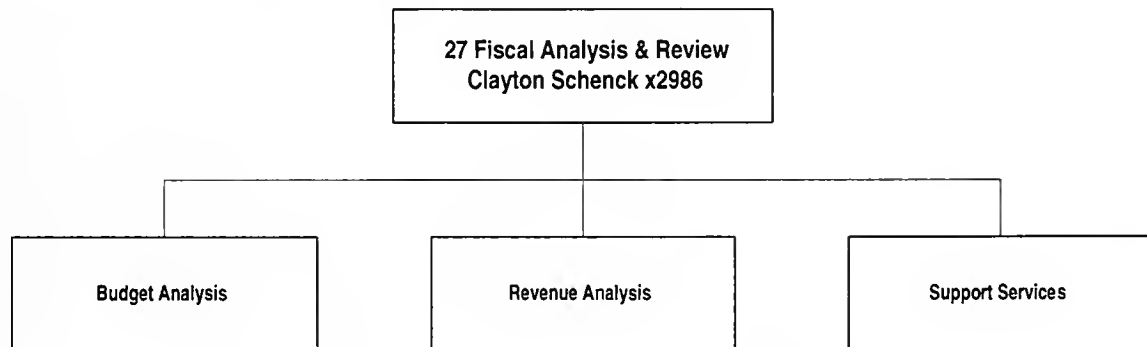 27 Fiscal Analysis & Review
Clayton Schenck x2986
Budget Analysis
Revenue Analysis
Support Services